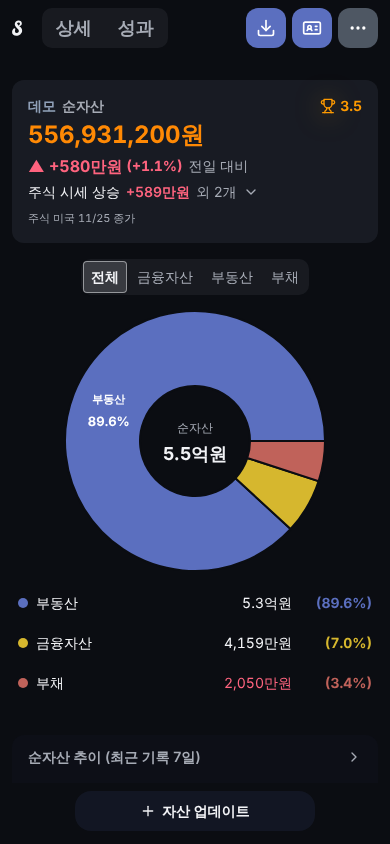 상세 성과
데모 순자산 3.5
556,931,200원
▲ +580만원 (+1.1%) 전일 대비
주식 시세 상승 +589만원 외 2개
주식 미국 11/25 종가
전체 금융자산 부동산 부채
부동산
89.6%
순자산
5.5억원
부동산 5.3억원 (89.6%)
금융자산 4,159만원 (7.0%)
부채 2,050만원 (3.4%)
순자산 추이 (최근 기록 7일)
+ 자산 업데이트